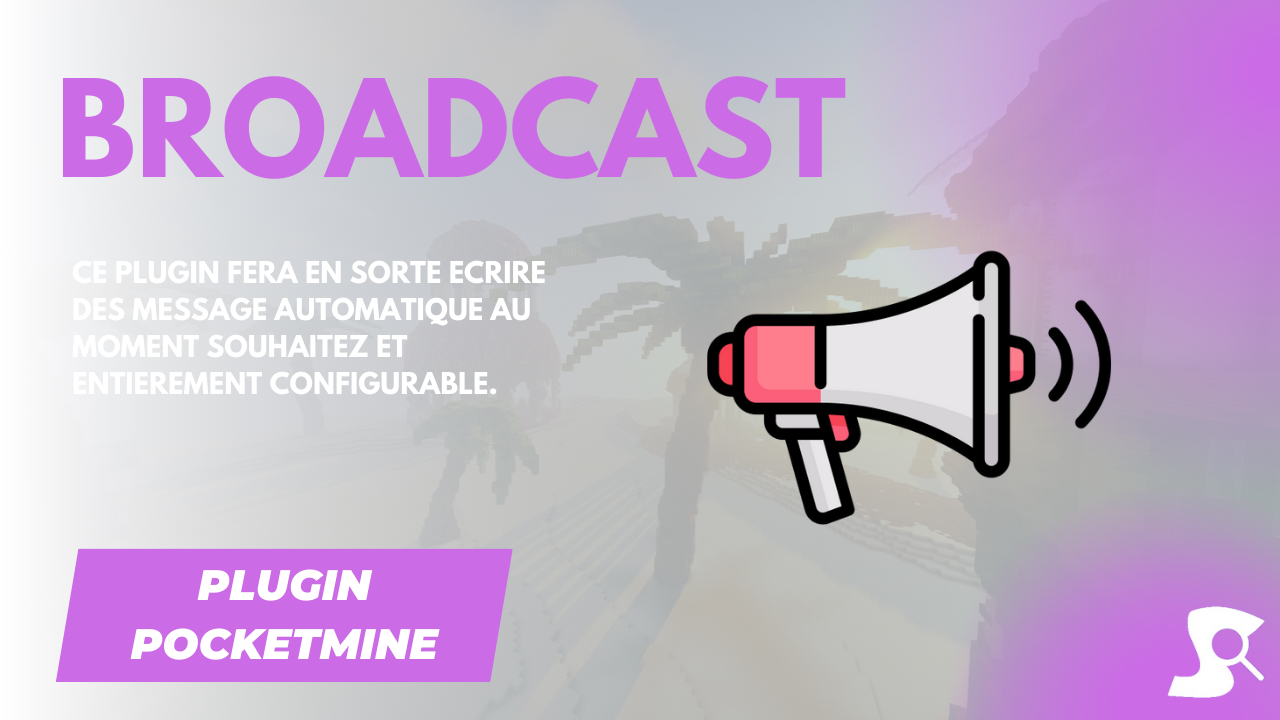 BROADCAST
CE PLUGIN FERA EN SORTE ECRIRE
DES MESSAGE AUTOMATIQUE AU
MOMENT SOUHAITEZ ET
ENTIEREMENT CONFIGURABLE.
PLUGIN
POCKETMINE